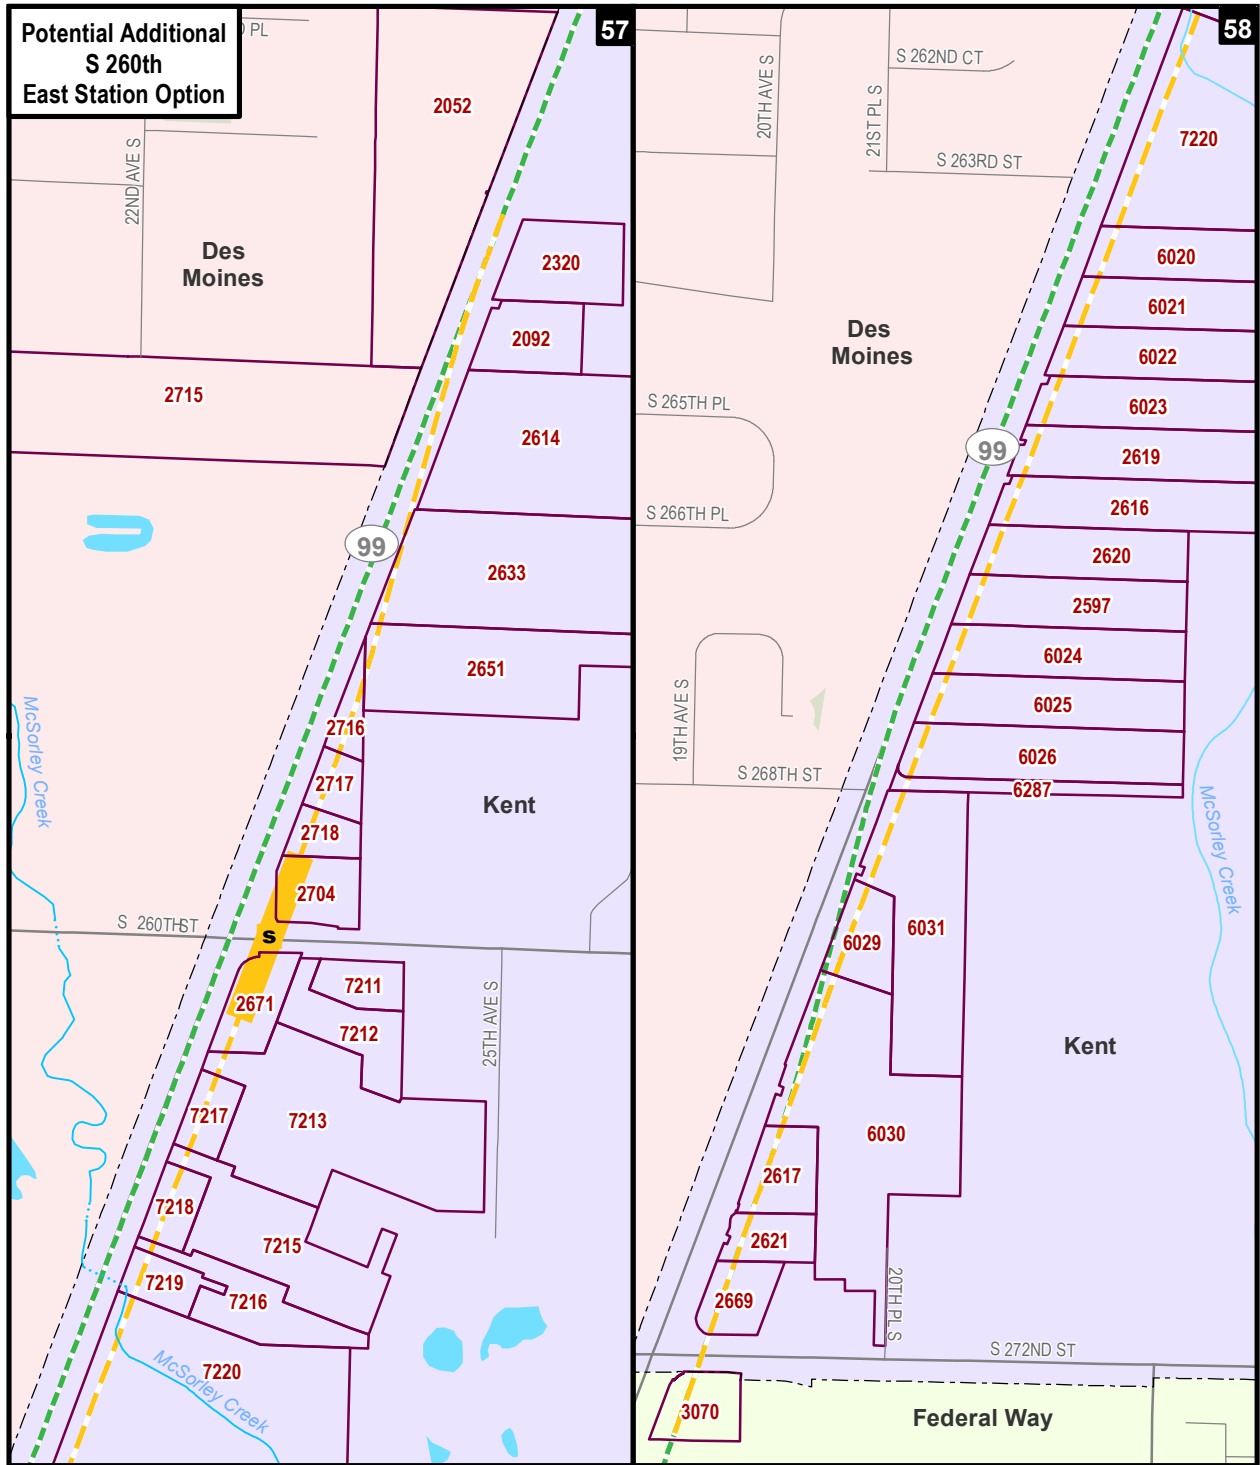 Potential Additional
S 260th
East Station Option
PL
57
2052
22ND AVE S
Des
Moines
2320
2092
2715
2614
99
2633
2651
McSorley Creek
2716
2717
Kent
2718
2704
S 260TH ST
s
2671
7211
7212
25TH AVE S
7217
7213
7218
7215
7219
7216
McSorley Creek
7220
58
S 262ND CT
20TH AVE S
21ST PL S
7220
S 263RD ST
6020
6021
Des
Moines
6022
S 265TH PL
6023
99
2619
S 266TH PL
2616
2620
2597
6024
19TH AVE S
6025
6026
S 268TH ST
6287
McSorley Creek
6029
6031
Kent
6030
2617
2621
2669
20TH PL S
S 272ND ST
3070
Federal Way